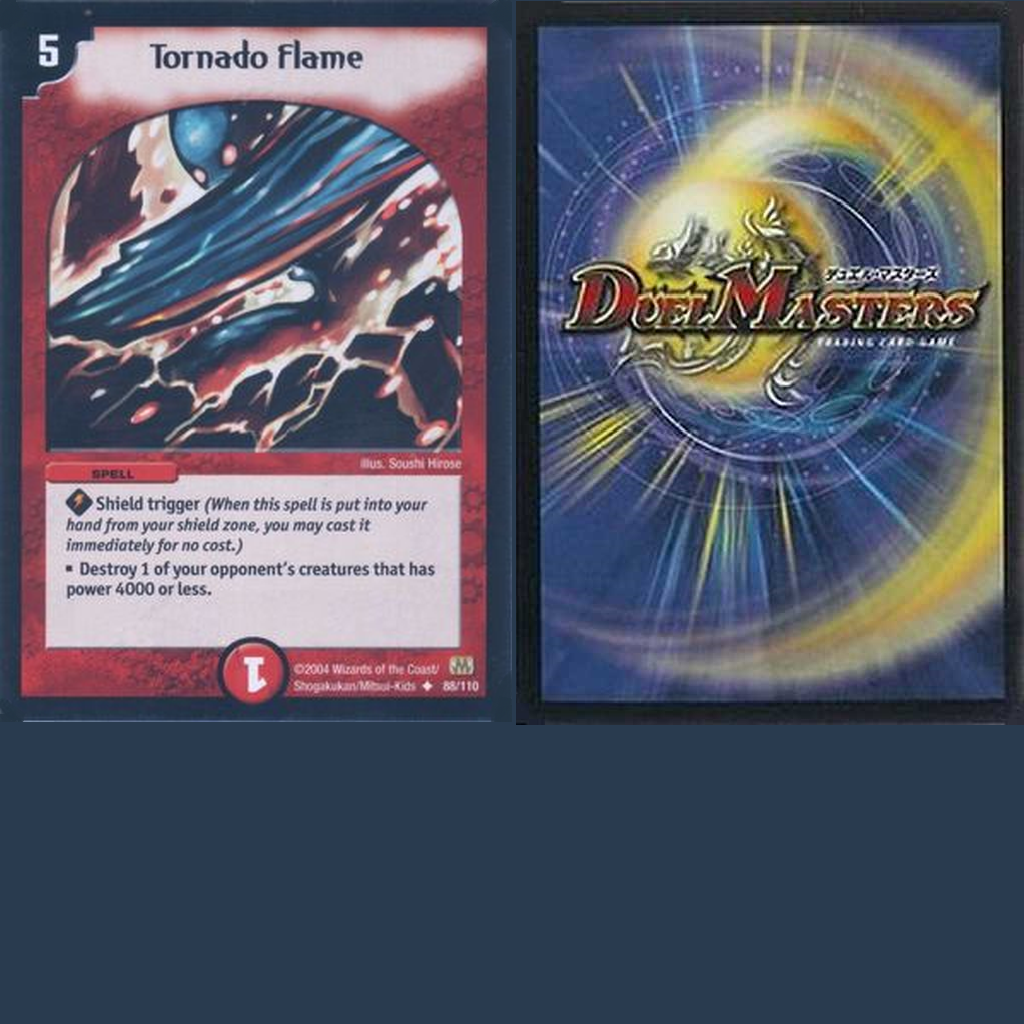 5
Tornado Flame
illus. Soushi Hirose
SPELL
Shield trigger (When this spell is put into your
hand from your shield zone, you may cast it
immediately for no cost.)
▪ Destroy 1 of your opponent's creatures that has
power 4000 or less.
1
©2004 Wizards of the Coast/
Shogakukan/Mitsui-Kids ◆ 88/110
デュエル・マスターズ
DUEL MASTERS
TRADING CARD GAME